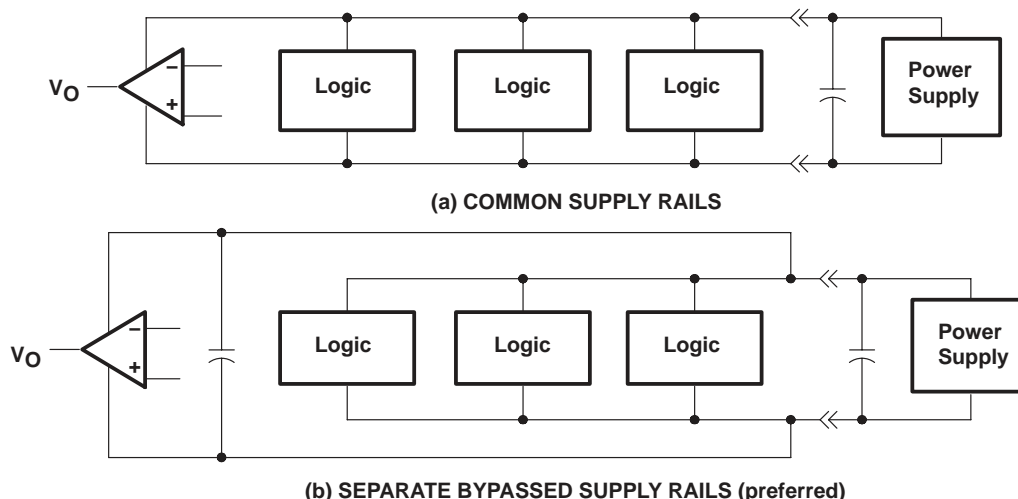 VO
−
+
Logic
Logic
Logic
Power
Supply
(a) COMMON SUPPLY RAILS
VO
−
+
Logic
Logic
Logic
Power
Supply
(b) SEPARATE BYPASSED SUPPLY RAILS (preferred)